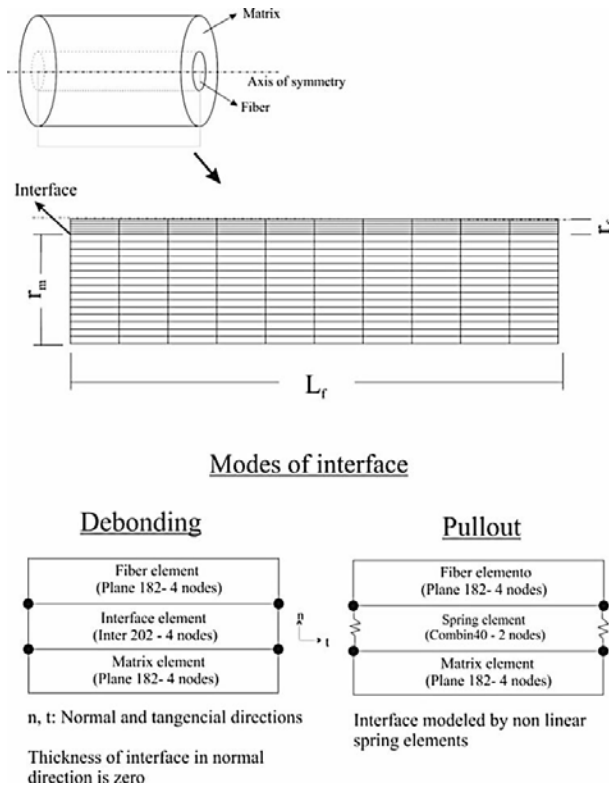 Matrix
Axis of symmetry
Fiber
Interface
r_m
L_f
Modes of interface
Debonding
Pullout
Fiber element
(Plane 182- 4 nodes)
Interface element
(Inter 202 - 4 nodes)
Matrix element
(Plane 182- 4 nodes)
n
t
Fiber elemento
(Plane 182- 4 nodes)
Spring element
(Combin40 - 2 nodes)
Matrix element
(Plane 182- 4 nodes)
n, t: Normal and tangencial directions
Thickness of interface in normal
direction is zero
Interface modeled by non linear
spring elements